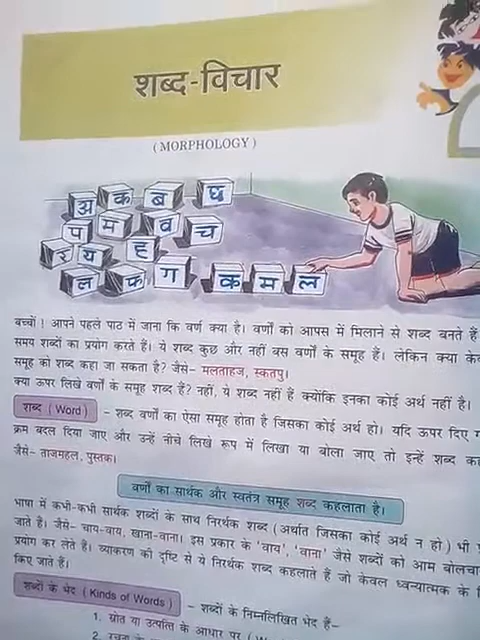 शब्द-विचार
(MORPHOLOGY)
अ क ब ध
प म व च
र य ह
ल फ ग क म ल
बच्चों ! आपने पहले पाठ में जाना कि वर्ण क्या है। वर्णों को आपस में मिलाने से शब्द बनते हैं
समय शब्दों का प्रयोग करते हैं। ये शब्द कुछ और नहीं बस वर्णों के समूह हैं। लेकिन क्या
समूह को शब्द कहा जा सकता है? जैसे- मलताहज, स्कतपु।
क्या ऊपर लिखे वर्णों के समूह शब्द हैं? नहीं, ये शब्द नहीं हैं क्योंकि इनका कोई अर्थ नहीं है।
शब्द (Word) - शब्द वर्णों का ऐसा समूह होता है जिसका कोई अर्थ हो। यदि ऊपर दिए
क्रम बदल दिया जाए और उन्हें नीचे लिखे रूप में लिखा या बोला जाए तो इन्हें शब्द
जैसे- ताजमहल, पुस्तक।
वर्णों का सार्थक और स्वतंत्र समूह शब्द कहलाता है।
भाषा में कभी-कभी सार्थक शब्दों के साथ निरर्थक शब्द (अर्थात जिसका कोई अर्थ न हो) भी
जाते हैं। जैसे- चाय-वाय, खाना-वाना। इस प्रकार के 'वाय', 'वाना' जैसे शब्दों को आम बोलचाल
प्रयोग कर लेते हैं। व्याकरण की दृष्टि से ये निरर्थक शब्द कहलाते हैं जो केवल ध्वन्यात्मक के
किए जाते हैं।
शब्दों के भेद (Kinds of Words) - शब्दों के निम्नलिखित भेद हैं-
1. स्रोत या उत्पत्ति के आधार पर
2. रचना के